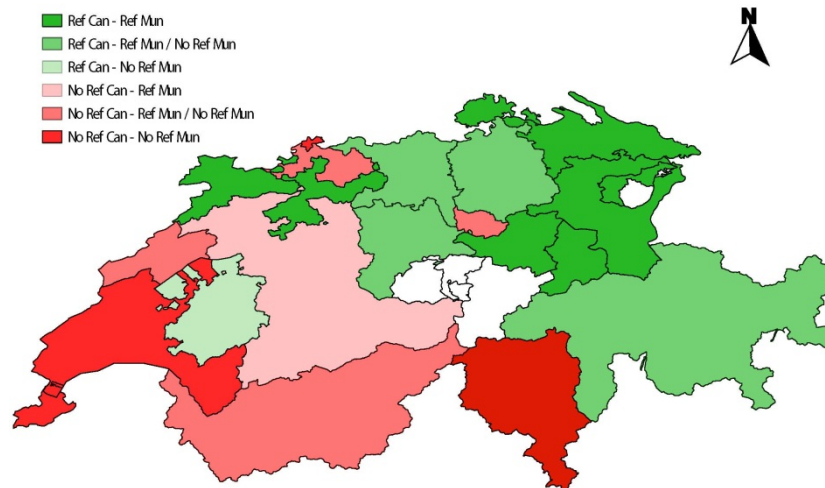 N
Ref Can - Ref Mun
Ref Can - Ref Mun / No Ref Mun
Ref Can - No Ref Mun
No Ref Can - Ref Mun
No Ref Can - Ref Mun / No Ref Mun
No Ref Can - No Ref Mun